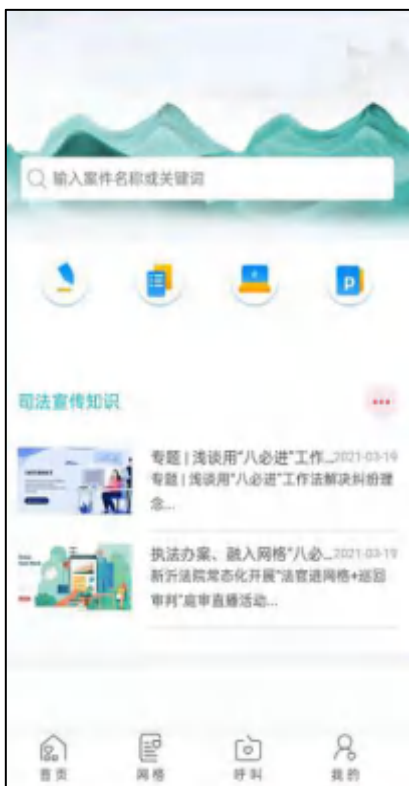 输入案件名称或关键词
司法宣传知识
专题 | 浅谈用"八必进"工作...2021-03-19
专题 | 浅谈用"八必进"工作法解决纠纷理
念...
执法办案、融入网格"八必...2021-03-19
新沂法院常态化开展"法官进网格+巡回
审判"庭审直播活动...
首页
网格
呼叫
我的